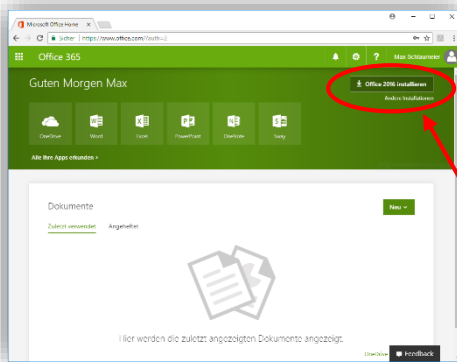 Microsoft Office Home
Sicher | https://www.office.com/?auth=2
Office 365
? Max Schlaumeier
Guten Morgen Max
Office 2016 installieren
Andere Installationen
OneDrive Word Excel PowerPoint OneNote Sway
Alle Ihre Apps erkunden >
Dokumente
Neu
Zuletzt verwendet Angeheftet
Hier werden die zuletzt angezeigten Dokumente angezeigt.
OneDrive Feedback